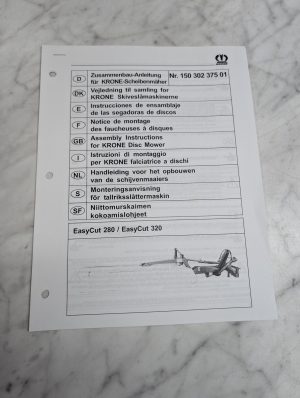 KRONE
D
Zusammenbau-Anleitung
für KRONE-Scheibenmäher
Nr. 150 302 375 01
DK
Vejledning til samling for
KRONE Skiveslåmaskinerne
E
Instrucciones de ensamblaje
de las segadoras de discos
F
Notice de montage
des faucheuses à disques
GB
Assembly Instructions
for KRONE Disc Mower
I
Istruzioni di montaggio
per KRONE falciatrice a dischi
NL
Handleiding voor het opbouwen
van de schijvenmaaiers
S
Monteringsanvisning
för tallriksslåttermaskin
SF
Niittomurskaimen
kokoamislohjeet
EasyCut 280 / EasyCut 320